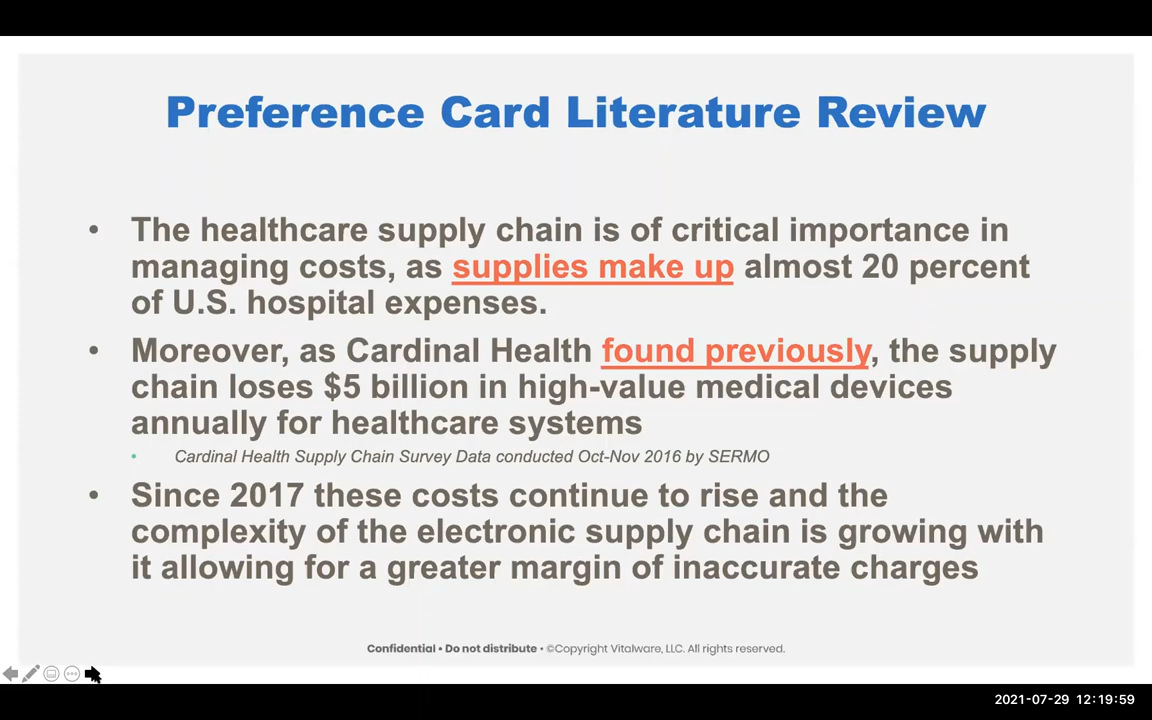 Preference Card Literature Review
• The healthcare supply chain is of critical importance in
managing costs, as supplies make up almost 20 percent
of U.S. hospital expenses.
• Moreover, as Cardinal Health found previously, the supply
chain loses $5 billion in high-value medical devices
annually for healthcare systems
• Cardinal Health Supply Chain Survey Data conducted Oct-Nov 2016 by SERMO
• Since 2017 these costs continue to rise and the
complexity of the electronic supply chain is growing with
it allowing for a greater margin of inaccurate charges
Confidential • Do not distribute • ©Copyright Vitalware, LLC. All rights reserved.
2021-07-29 12:19:59